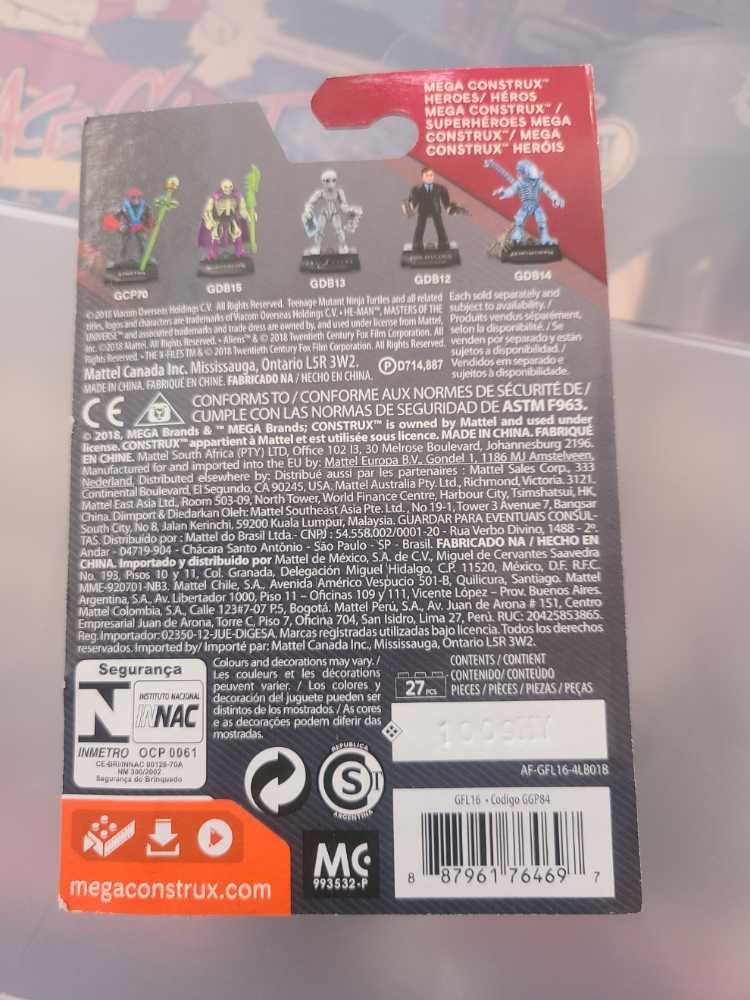 MEGA CONSTRUX™
HEROES/ HÉROS
MEGA CONSTRUX™ /
SUPERHÉROES MEGA
CONSTRUX™/ MEGA
CONSTRUX™ HERÓIS
GCP70
GDB15
GDB13
GDB12
GDB14
©2018 Viacom Overseas Holdings C.V. All Rights Reserved. Teenage Mutant Ninja Turtles and all related
titles, logos and characters are trademarks of Viacom Overseas Holdings C.V. • HE-MAN™, MASTERS OF THE
UNIVERSE™ and associated trademarks and trade dress are owned by, and used under license from Mattel,
Inc. ©2018 Mattel. All Rights Reserved. • Aliens™ & © 2018 Twentieth Century Fox Film Corporation. All
Rights Reserved. • THE X-FILES TM & © 2018 Twentieth Century Fox Film Corporation. All Rights Reserved.
Each sold separately and
subject to availability. /
Produits vendus séparément,
selon la disponibilité. / Se
venden por separado y están
sujetos a disponibilidad. /
Vendidos em separado e
sujeitos à disponibilidade.
Mattel Canada Inc. Mississauga, Ontario L5R 3W2. Ⓟ D714,887
MADE IN CHINA. FABRIQUÉ EN CHINE. FABRICADO NA / HECHO EN CHINA.
CE CONFORMS TO / CONFORME AUX NORMES DE SÉCURITÉ DE /
CUMPLE CON LAS NORMAS DE SEGURIDAD DE ASTM F963.
© 2018, MEGA Brands & ™ MEGA Brands; CONSTRUX™ is owned by Mattel and used under
license. CONSTRUX™ appartient à Mattel et est utilisée sous licence. MADE IN CHINA. FABRIQUÉ
EN CHINE. Mattel South Africa (PTY) LTD, Office 102 I3, 30 Melrose Boulevard, Johannesburg 2196.
Manufactured for and imported into the EU by: Mattel Europa B.V., Gondel 1, 1186 MJ Amstelveen,
Nederland. Distributed elsewhere by: Distribué aussi par les partenaires : Mattel Sales Corp., 333
Continental Boulevard, El Segundo, CA 90245, USA. Mattel Australia Pty. Ltd., Richmond, Victoria. 3121.
Mattel East Asia Ltd., Room 503-09, North Tower, World Finance Centre, Harbour City, Tsimshatsui, HK,
China. Diimport & Diedarkan Oleh: Mattel Southeast Asia Pte. Ltd., No 19-1, Tower 3 Avenue 7, Bangsar
South City, No 8, Jalan Kerinchi, 59200 Kuala Lumpur, Malaysia. GUARDAR PARA EVENTUAIS CONSUL-
TAS. Distribuido por : Mattel do Brasil Ltda.- CNPJ : 54.558.002/0001-20 - Rua Verbo Divino, 1488 - 2º.
Andar - 04719-904 - Chácara Santo Antônio - São Paulo - SP - Brasil. FABRICADO NA / HECHO EN
CHINA. Importado y distribuido por Mattel de México, S.A. de C.V., Miguel de Cervantes Saavedra
No. 193, Pisos 10 y 11, Col. Granada, Delegación Miguel Hidalgo, C.P. 11520, México, D.F. R.F.C.
MME-920701-NB3. Mattel Chile, S.A., Avenida Américo Vespucio 501-B, Quilicura, Santiago. Mattel
Argentina, S.A., Av. Libertador 1000, Piso 11 – Oficinas 109 y 111, Vicente López – Prov. Buenos Aires.
Mattel Colombia, S.A., Calle 123#7-07 P.5, Bogotá. Mattel Perú, S.A., Av. Juan de Arona # 151, Centro
Empresarial Juan de Arona, Torre C, Piso 7, Oficina 704, San Isidro, Lima 27, Perú. RUC: 20425853865.
Reg. Importador: 02350-12-JUE-DIGESA. Marcas registradas utilizadas bajo licencia. Todos los derechos
reservados. Imported by/ Importé par: Mattel Canada Inc., Mississauga, Ontario L5R 3W2.
Segurança
INSTITUTO NACIONAL
INNAC
INMETRO OCP 0061
CE-BRI/INNAC 00128-70A
NM 300/2002
Segurança do Brinquedo
Colours and decorations may vary. /
Les couleurs et les décorations
peuvent varier. / Los colores y
decoración del juguete pueden ser
distintos de los mostrados. / As cores
e as decorações podem diferir das
mostradas.
27 PCS
CONTENTS / CONTIENT
CONTENIDO/ CONTEÚDO
PIECES / PIÈCES / PIEZAS / PEÇAS
1009MY
AF-GFL16-4LB01B
REPUBLICA
ST
ARGENTINA
MC
993532-P
GFL16 • Codigo GGP84
8 87961 76469 7
megaconstrux.com